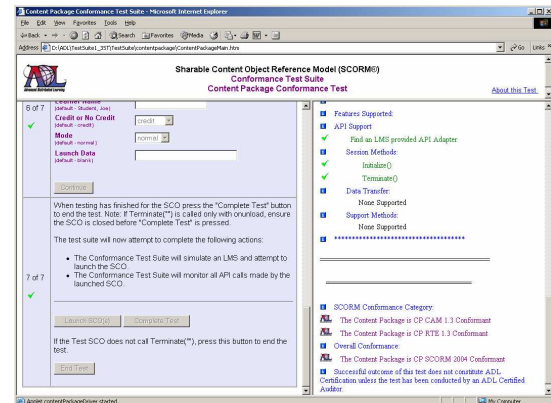 Content Package Conformance Test Suite - Microsoft Internet Explorer
File Edit View Favorites Tools Help
Back Search Favorites Media
Address C:\ADL\TestSuite1_3ST\TestSuite\contentpackage\ContentPackageMain.htm Go Links
Sharable Content Object Reference Model (SCORM®)
Conformance Test Suite
Content Package Conformance Test
About this Test
ADL
Advanced Distributed Learning
6 of 7
Learner Name
(default - Student, Joe)
Credit or No Credit
(default - credit)
credit
Mode
(default - normal)
normal
Launch Data
(default - blank)
Continue
When testing has finished for the SCO press the "Complete Test" button
to end the test. Note: If Terminate("") is called only with onunload, ensure
the SCO is closed before "Complete Test" is pressed.
The test suite will now attempt to complete the following actions:
The Conformance Test Suite will simulate an LMS and attempt to
launch the SCO.
The Conformance Test Suite will monitor all API calls made by the
launched SCO.
7 of 7
Launch SCO(s) Complete Test
If the Test SCO does not call Terminate(""), press this button to end the
test.
End Test
Features Supported:
API Support
Find an LMS provided API Adapter
Session Methods:
Initialize()
Terminate()
Data Transfer:
None Supported
Support Methods:
None Supported
**************************************
SCORM Conformance Category:
The Content Package is CP CAM 1.3 Conformant
The Content Package is CP RTE 1.3 Conformant
Overall Conformance:
The Content Package is CP SCORM 2004 Conformant
Successful outcome of this test does not constitute ADL
Certification unless the test has been conducted by an ADL Certified
Auditor.
Applet contentPackageDriver started My Computer